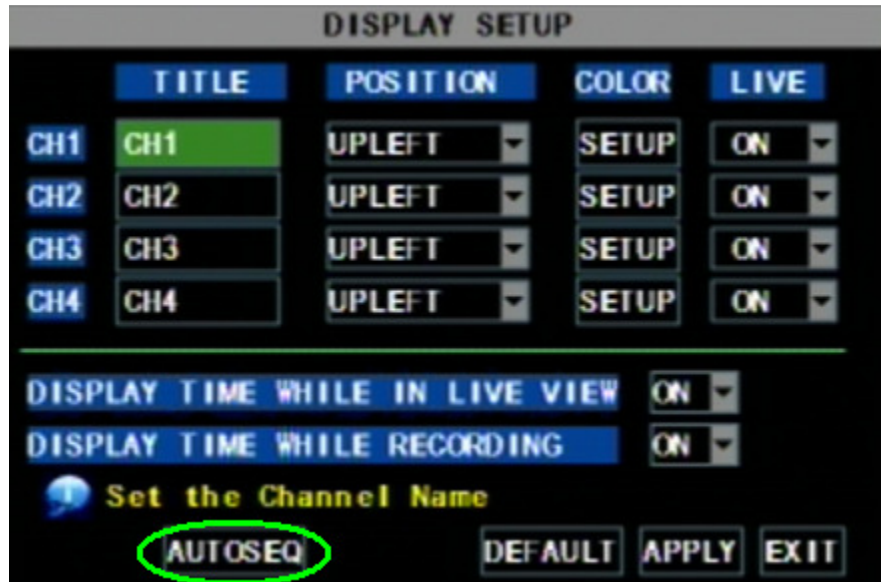 DISPLAY SETUP
TITLE POSITION COLOR LIVE
CH1 CH1 UPLEFT SETUP ON
CH2 CH2 UPLEFT SETUP ON
CH3 CH3 UPLEFT SETUP ON
CH4 CH4 UPLEFT SETUP ON
DISPLAY TIME WHILE IN LIVE VIEW ON
DISPLAY TIME WHILE RECORDING ON
Set the Channel Name
AUTOSEQ DEFAULT APPLY EXIT